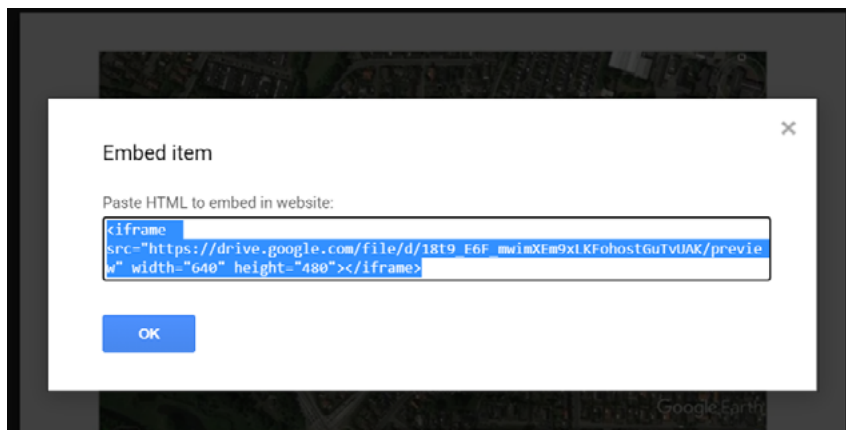 Embed item
Paste HTML to embed in website:
<iframe
src="https://drive.google.com/file/d/18t9_E6F_mwimXEm9xLKFohostGuTvUAK/previe
w" width="640" height="480"></iframe>
OK
Google Earth